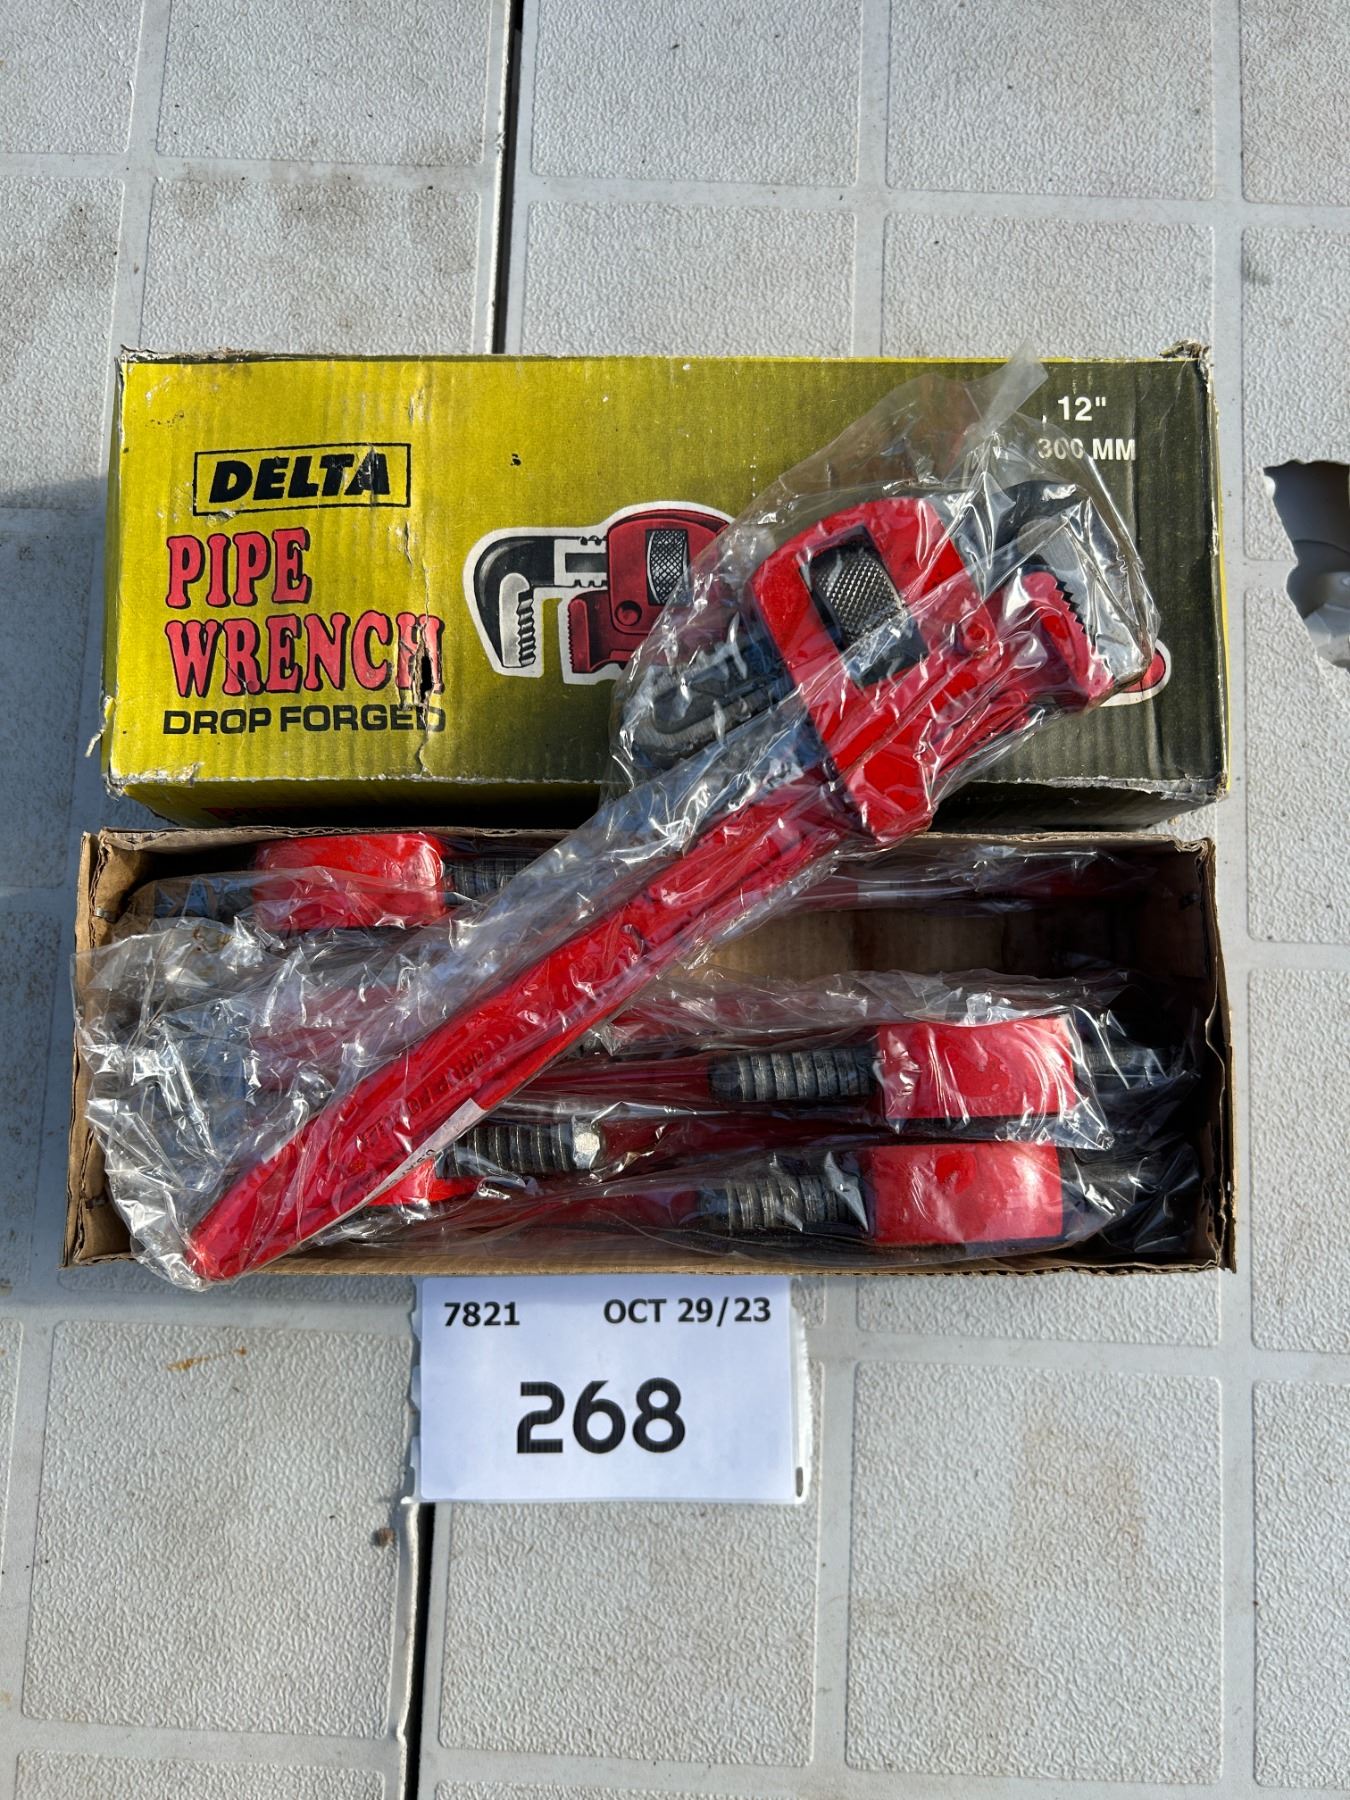 DELTA
PIPE
WRENCH
DROP FORGED
12"
300 MM
7821 OCT 29/23
268